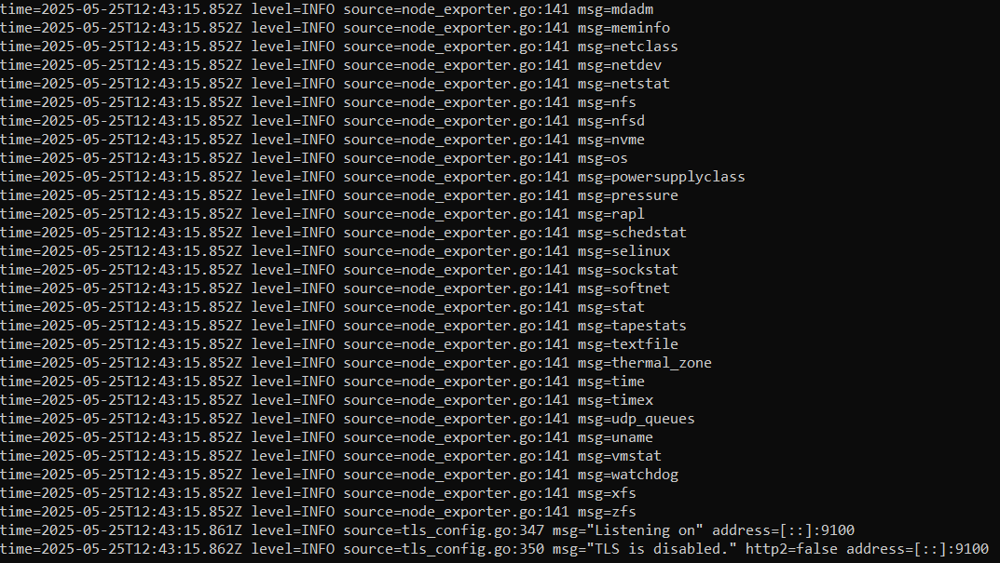 time=2025-05-25T12:43:15.852Z level=INFO source=node_exporter.go:141 msg=mdadm
time=2025-05-25T12:43:15.852Z level=INFO source=node_exporter.go:141 msg=meminfo
time=2025-05-25T12:43:15.852Z level=INFO source=node_exporter.go:141 msg=netclass
time=2025-05-25T12:43:15.852Z level=INFO source=node_exporter.go:141 msg=netdev
time=2025-05-25T12:43:15.852Z level=INFO source=node_exporter.go:141 msg=netstat
time=2025-05-25T12:43:15.852Z level=INFO source=node_exporter.go:141 msg=nfs
time=2025-05-25T12:43:15.852Z level=INFO source=node_exporter.go:141 msg=nfsd
time=2025-05-25T12:43:15.852Z level=INFO source=node_exporter.go:141 msg=nvme
time=2025-05-25T12:43:15.852Z level=INFO source=node_exporter.go:141 msg=os
time=2025-05-25T12:43:15.852Z level=INFO source=node_exporter.go:141 msg=powersupplyclass
time=2025-05-25T12:43:15.852Z level=INFO source=node_exporter.go:141 msg=pressure
time=2025-05-25T12:43:15.852Z level=INFO source=node_exporter.go:141 msg=rapl
time=2025-05-25T12:43:15.852Z level=INFO source=node_exporter.go:141 msg=schedstat
time=2025-05-25T12:43:15.852Z level=INFO source=node_exporter.go:141 msg=selinux
time=2025-05-25T12:43:15.852Z level=INFO source=node_exporter.go:141 msg=sockstat
time=2025-05-25T12:43:15.852Z level=INFO source=node_exporter.go:141 msg=softnet
time=2025-05-25T12:43:15.852Z level=INFO source=node_exporter.go:141 msg=stat
time=2025-05-25T12:43:15.852Z level=INFO source=node_exporter.go:141 msg=tapestats
time=2025-05-25T12:43:15.852Z level=INFO source=node_exporter.go:141 msg=textfile
time=2025-05-25T12:43:15.852Z level=INFO source=node_exporter.go:141 msg=thermal_zone
time=2025-05-25T12:43:15.852Z level=INFO source=node_exporter.go:141 msg=time
time=2025-05-25T12:43:15.852Z level=INFO source=node_exporter.go:141 msg=timex
time=2025-05-25T12:43:15.852Z level=INFO source=node_exporter.go:141 msg=udp_queues
time=2025-05-25T12:43:15.852Z level=INFO source=node_exporter.go:141 msg=uname
time=2025-05-25T12:43:15.852Z level=INFO source=node_exporter.go:141 msg=vmstat
time=2025-05-25T12:43:15.852Z level=INFO source=node_exporter.go:141 msg=watchdog
time=2025-05-25T12:43:15.852Z level=INFO source=node_exporter.go:141 msg=xfs
time=2025-05-25T12:43:15.852Z level=INFO source=node_exporter.go:141 msg=zfs
time=2025-05-25T12:43:15.861Z level=INFO source=tls_config.go:347 msg="Listening on" address=[::]:9100
time=2025-05-25T12:43:15.862Z level=INFO source=tls_config.go:350 msg="TLS is disabled." http2=false address=[::]:9100